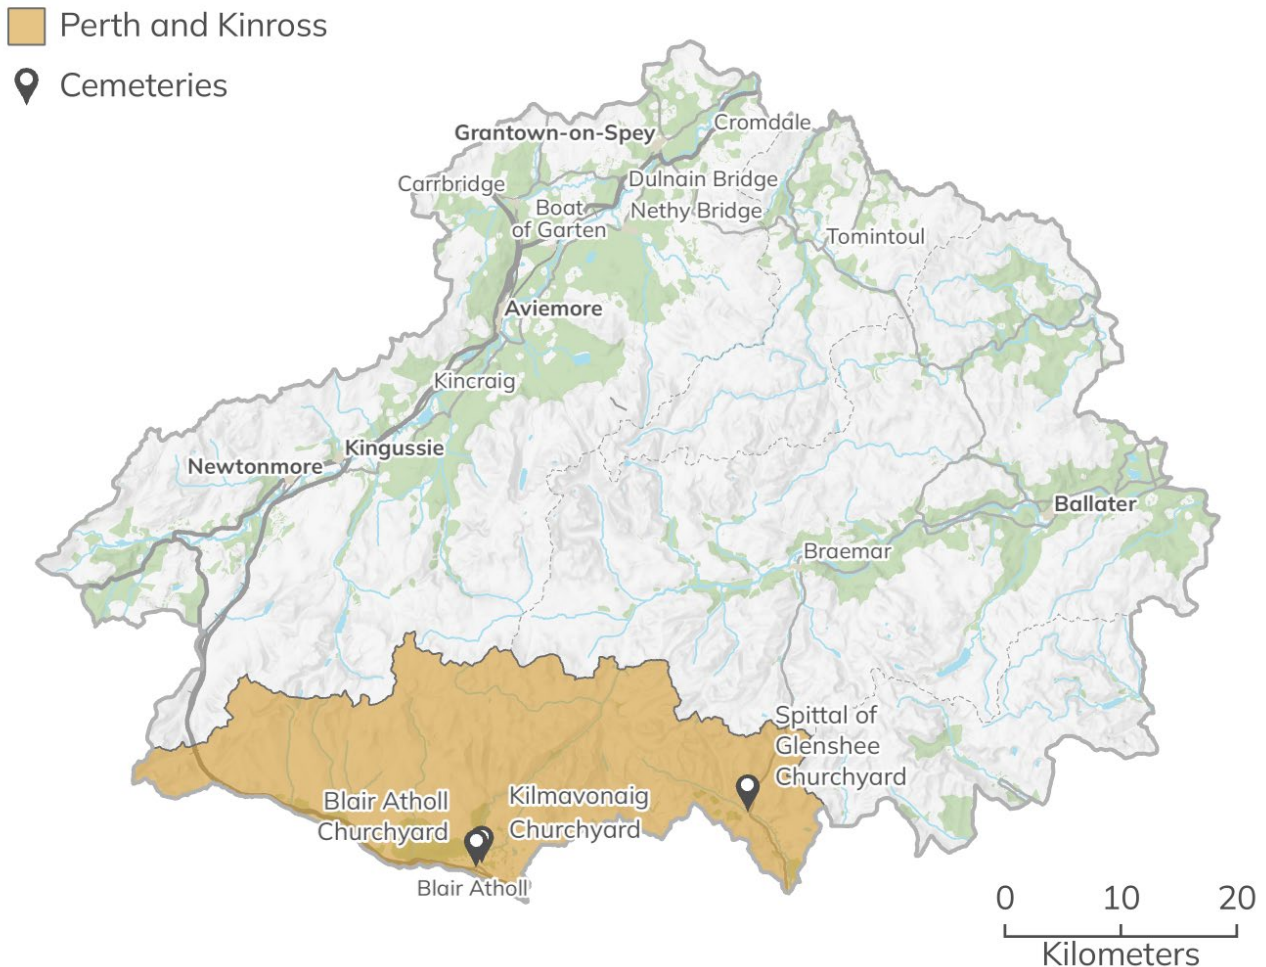 Perth and Kinross
Cemeteries
Cromdale
Grantown-on-Spey
Carrbridge
Dulnain Bridge
Boat
of Garten
Nethy Bridge
Tomintoul
Aviemore
Kincraig
Kingussie
Newtonmore
Ballater
Braemar
Spittal of
Glenshee
Churchyard
Blair Atholl
Churchyard
Kilmavonaig
Churchyard
Blair Atholl
0 10 20
Kilometers